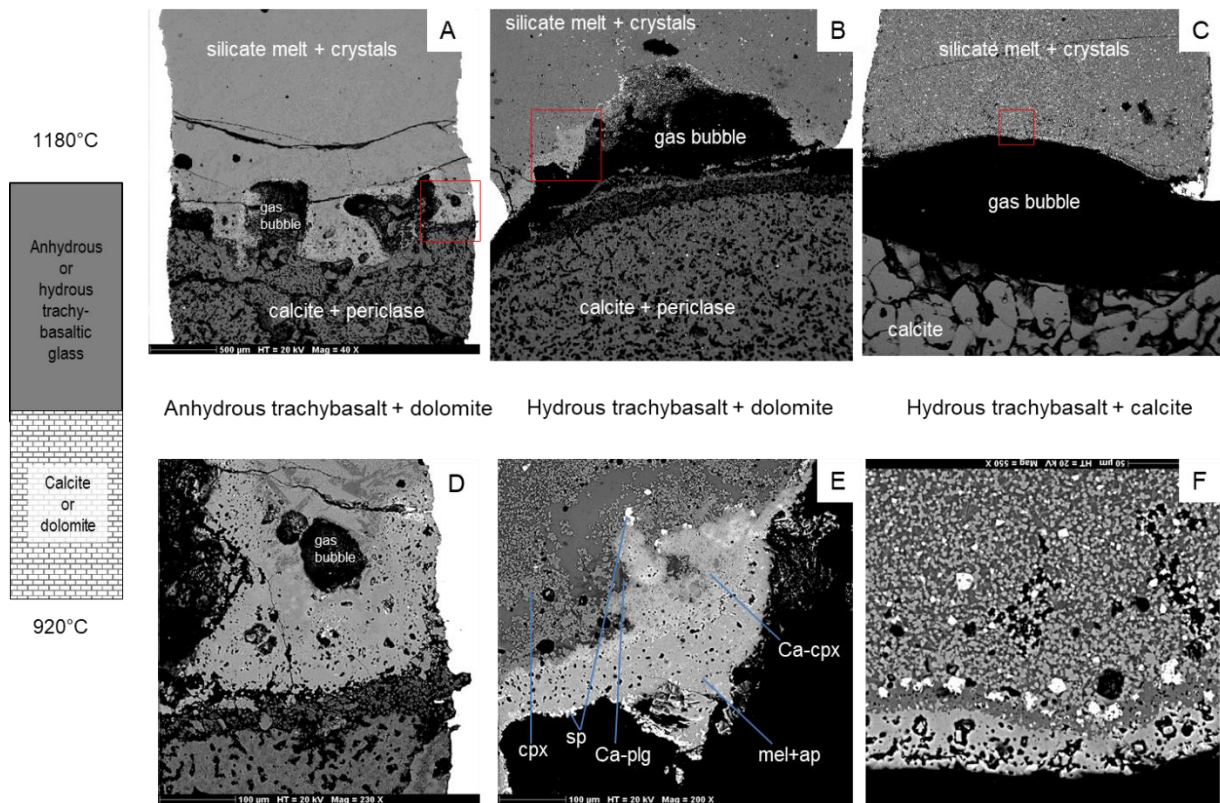 1180°C
Anhydrous
or
hydrous
trachy-
basaltic
glass
Calcite
or
dolomite
920°C
A
silicate melt + crystals
gas
bubble
calcite + periclase
500 µm HT = 20 kV Mag = 40 X
B
silicate melt + crystals
gas bubble
calcite + periclase
C
silicate melt + crystals
gas bubble
calcite
Anhydrous trachybasalt + dolomite
Hydrous trachybasalt + dolomite
Hydrous trachybasalt + calcite
D
gas
bubble
100 µm HT = 20 kV Mag = 230 X
E
Ca-cpx
cpx
sp
Ca-plg
mel+ap
100 µm HT = 20 kV Mag = 200 X
F
50 µm HT = 20 kV Mag = 550 X